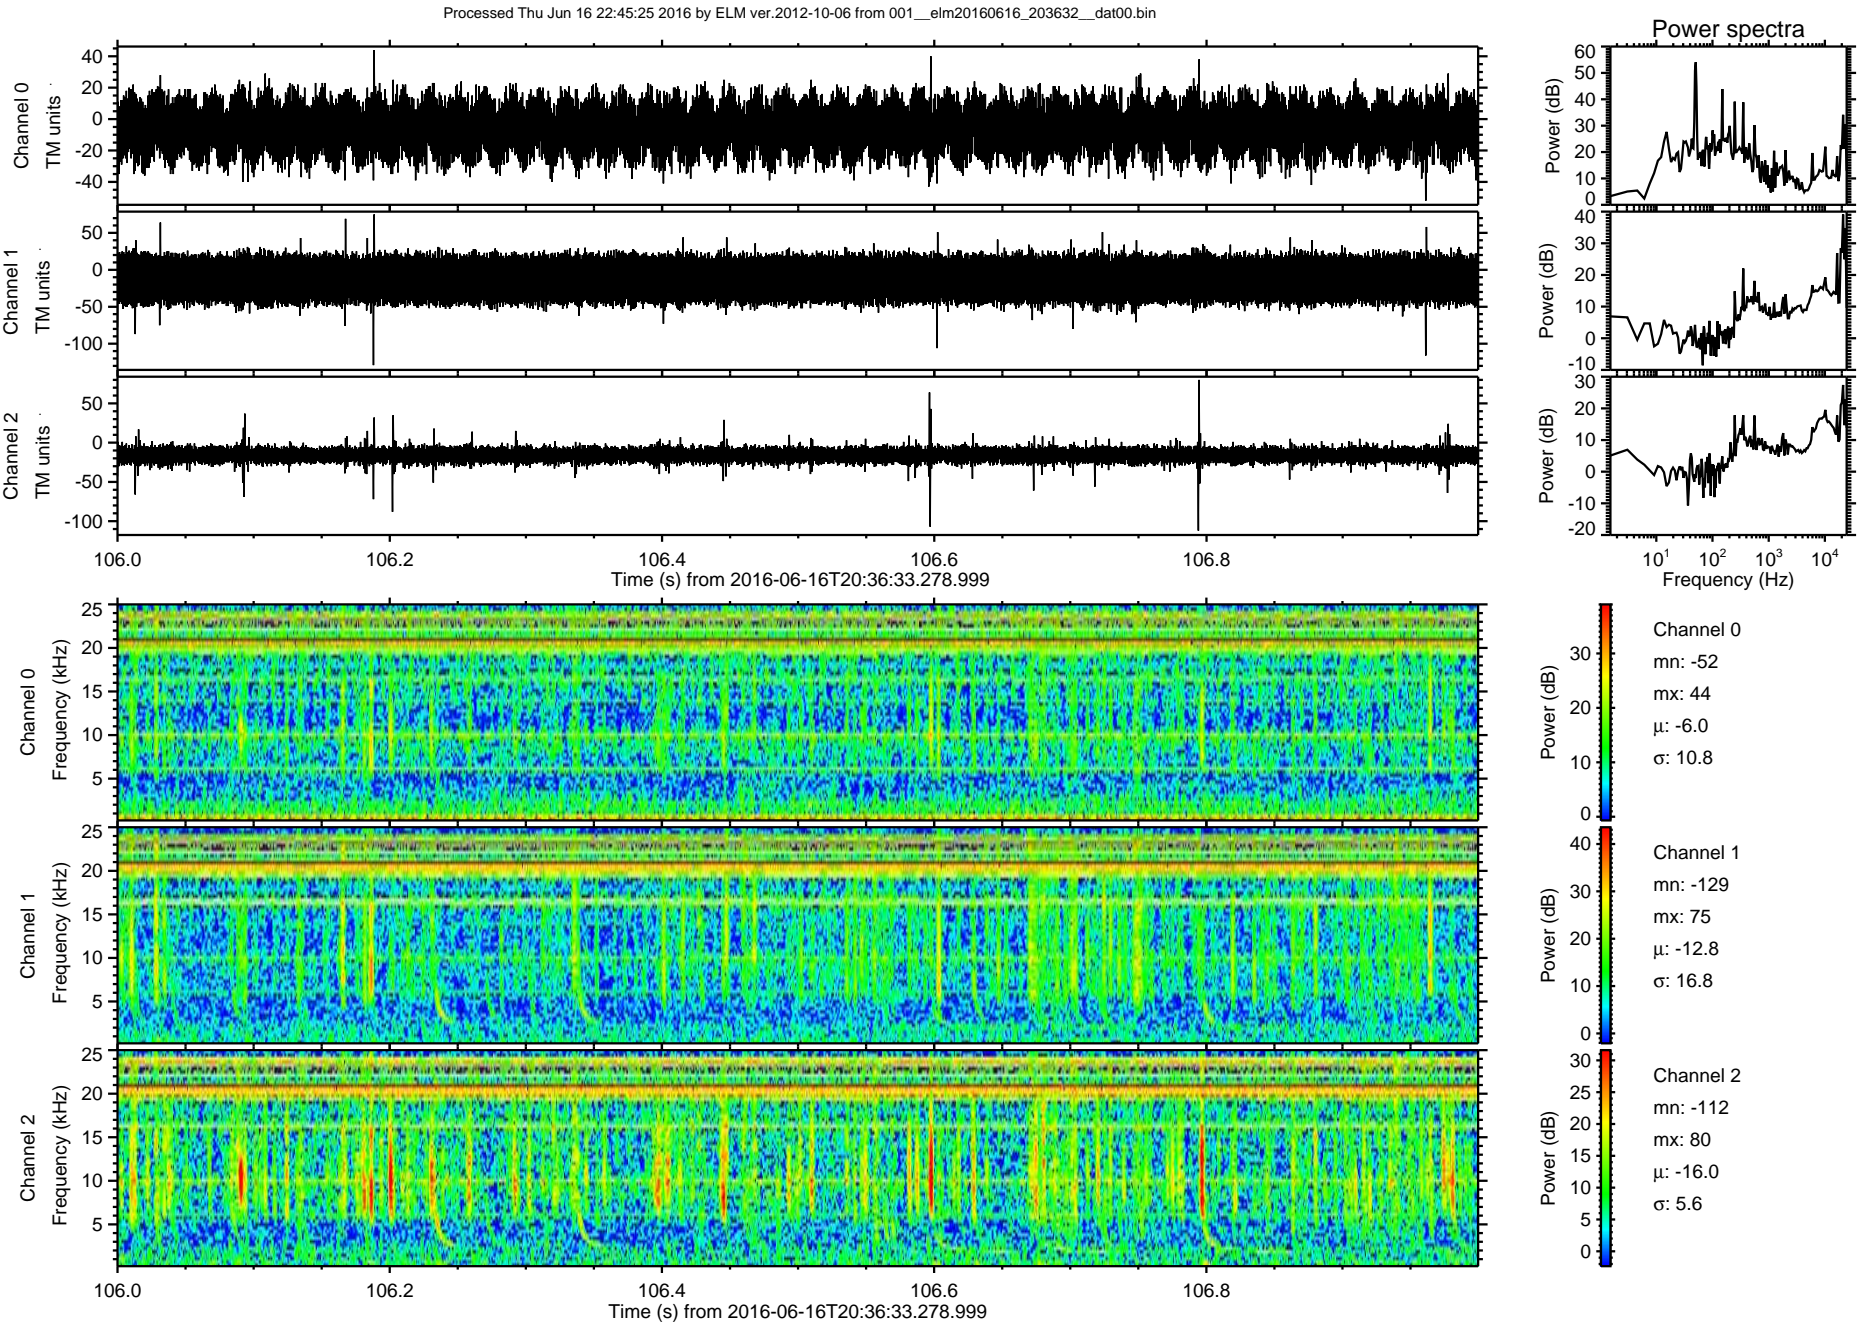 Processed Thu Jun 16 22:45:25 2016 by ELM ver.2012-10-06 from 001__elm20160616_203632__dat00.bin
Power spectra
Channel 0
TM units
40
20
0
-20
-40
Power (dB)
60
50
40
30
20
10
0
Channel 1
TM units
50
0
-50
-100
Power (dB)
40
30
20
10
0
-10
Channel 2
TM units
50
0
-50
-100
Power (dB)
30
20
10
0
-10
-20
106.0 106.2 106.4 106.6 106.8
Time (s) from 2016-06-16T20:36:33.278.999
10¹ 10² 10³ 10⁴
Frequency (Hz)
Channel 0
Frequency (kHz)
25
20
15
10
5
Power (dB)
30
20
10
0
Channel 0
mn: -52
mx: 44
µ: -6.0
σ: 10.8
Channel 1
Frequency (kHz)
25
20
15
10
5
Power (dB)
40
30
20
10
0
Channel 1
mn: -129
mx: 75
µ: -12.8
σ: 16.8
Channel 2
Frequency (kHz)
25
20
15
10
5
Power (dB)
30
25
20
15
10
5
0
Channel 2
mn: -112
mx: 80
µ: -16.0
σ: 5.6
106.0 106.2 106.4 106.6 106.8
Time (s) from 2016-06-16T20:36:33.278.999